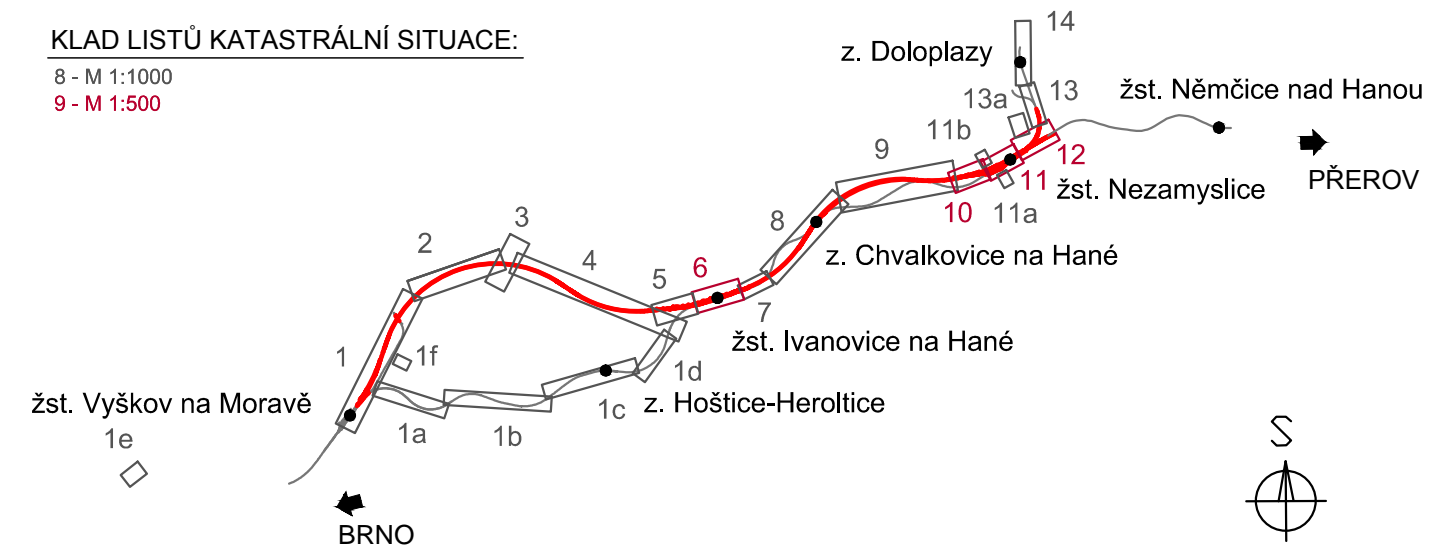 KLAD LISTŮ KATASTRÁLNÍ SITUACE:
8 - M 1:1000
9 - M 1:500
14
z. Doloplazy
13
13a
žst. Němčice nad Hanou
11b
12
PŘEROV
9
11
žst. Nezamyslice
10
11a
8
z. Chvalkovice na Hané
3
2
4
5
6
7
žst. Ivanovice na Hané
1
1f
1d
žst. Vyškov na Moravě
1c
z. Hoštice-Heroltice
1e
1a
1b
S
BRNO